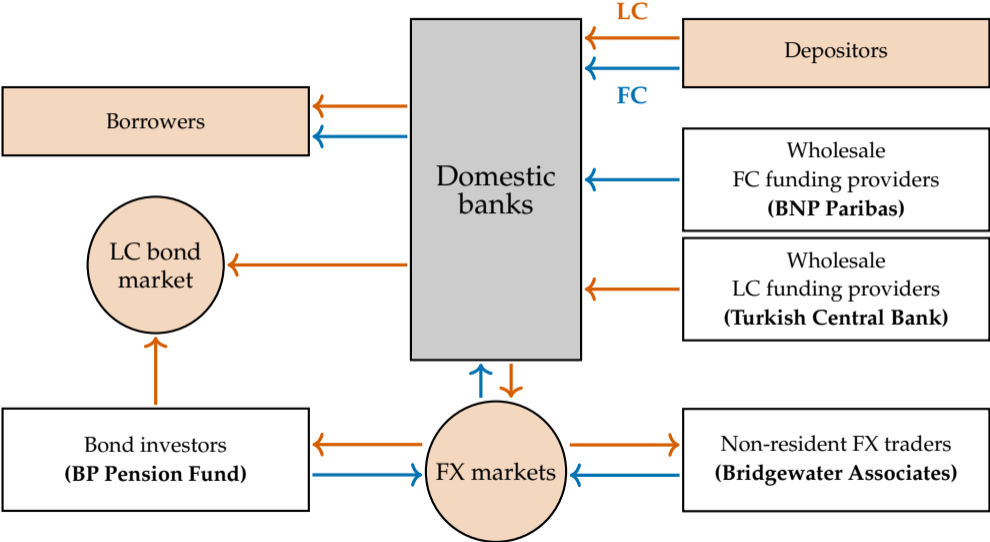 LC
Depositors
FC
Borrowers
Domestic
banks
Wholesale
FC funding providers
(BNP Paribas)
LC bond
market
Wholesale
LC funding providers
(Turkish Central Bank)
Bond investors
(BP Pension Fund)
FX markets
Non-resident FX traders
(Bridgewater Associates)